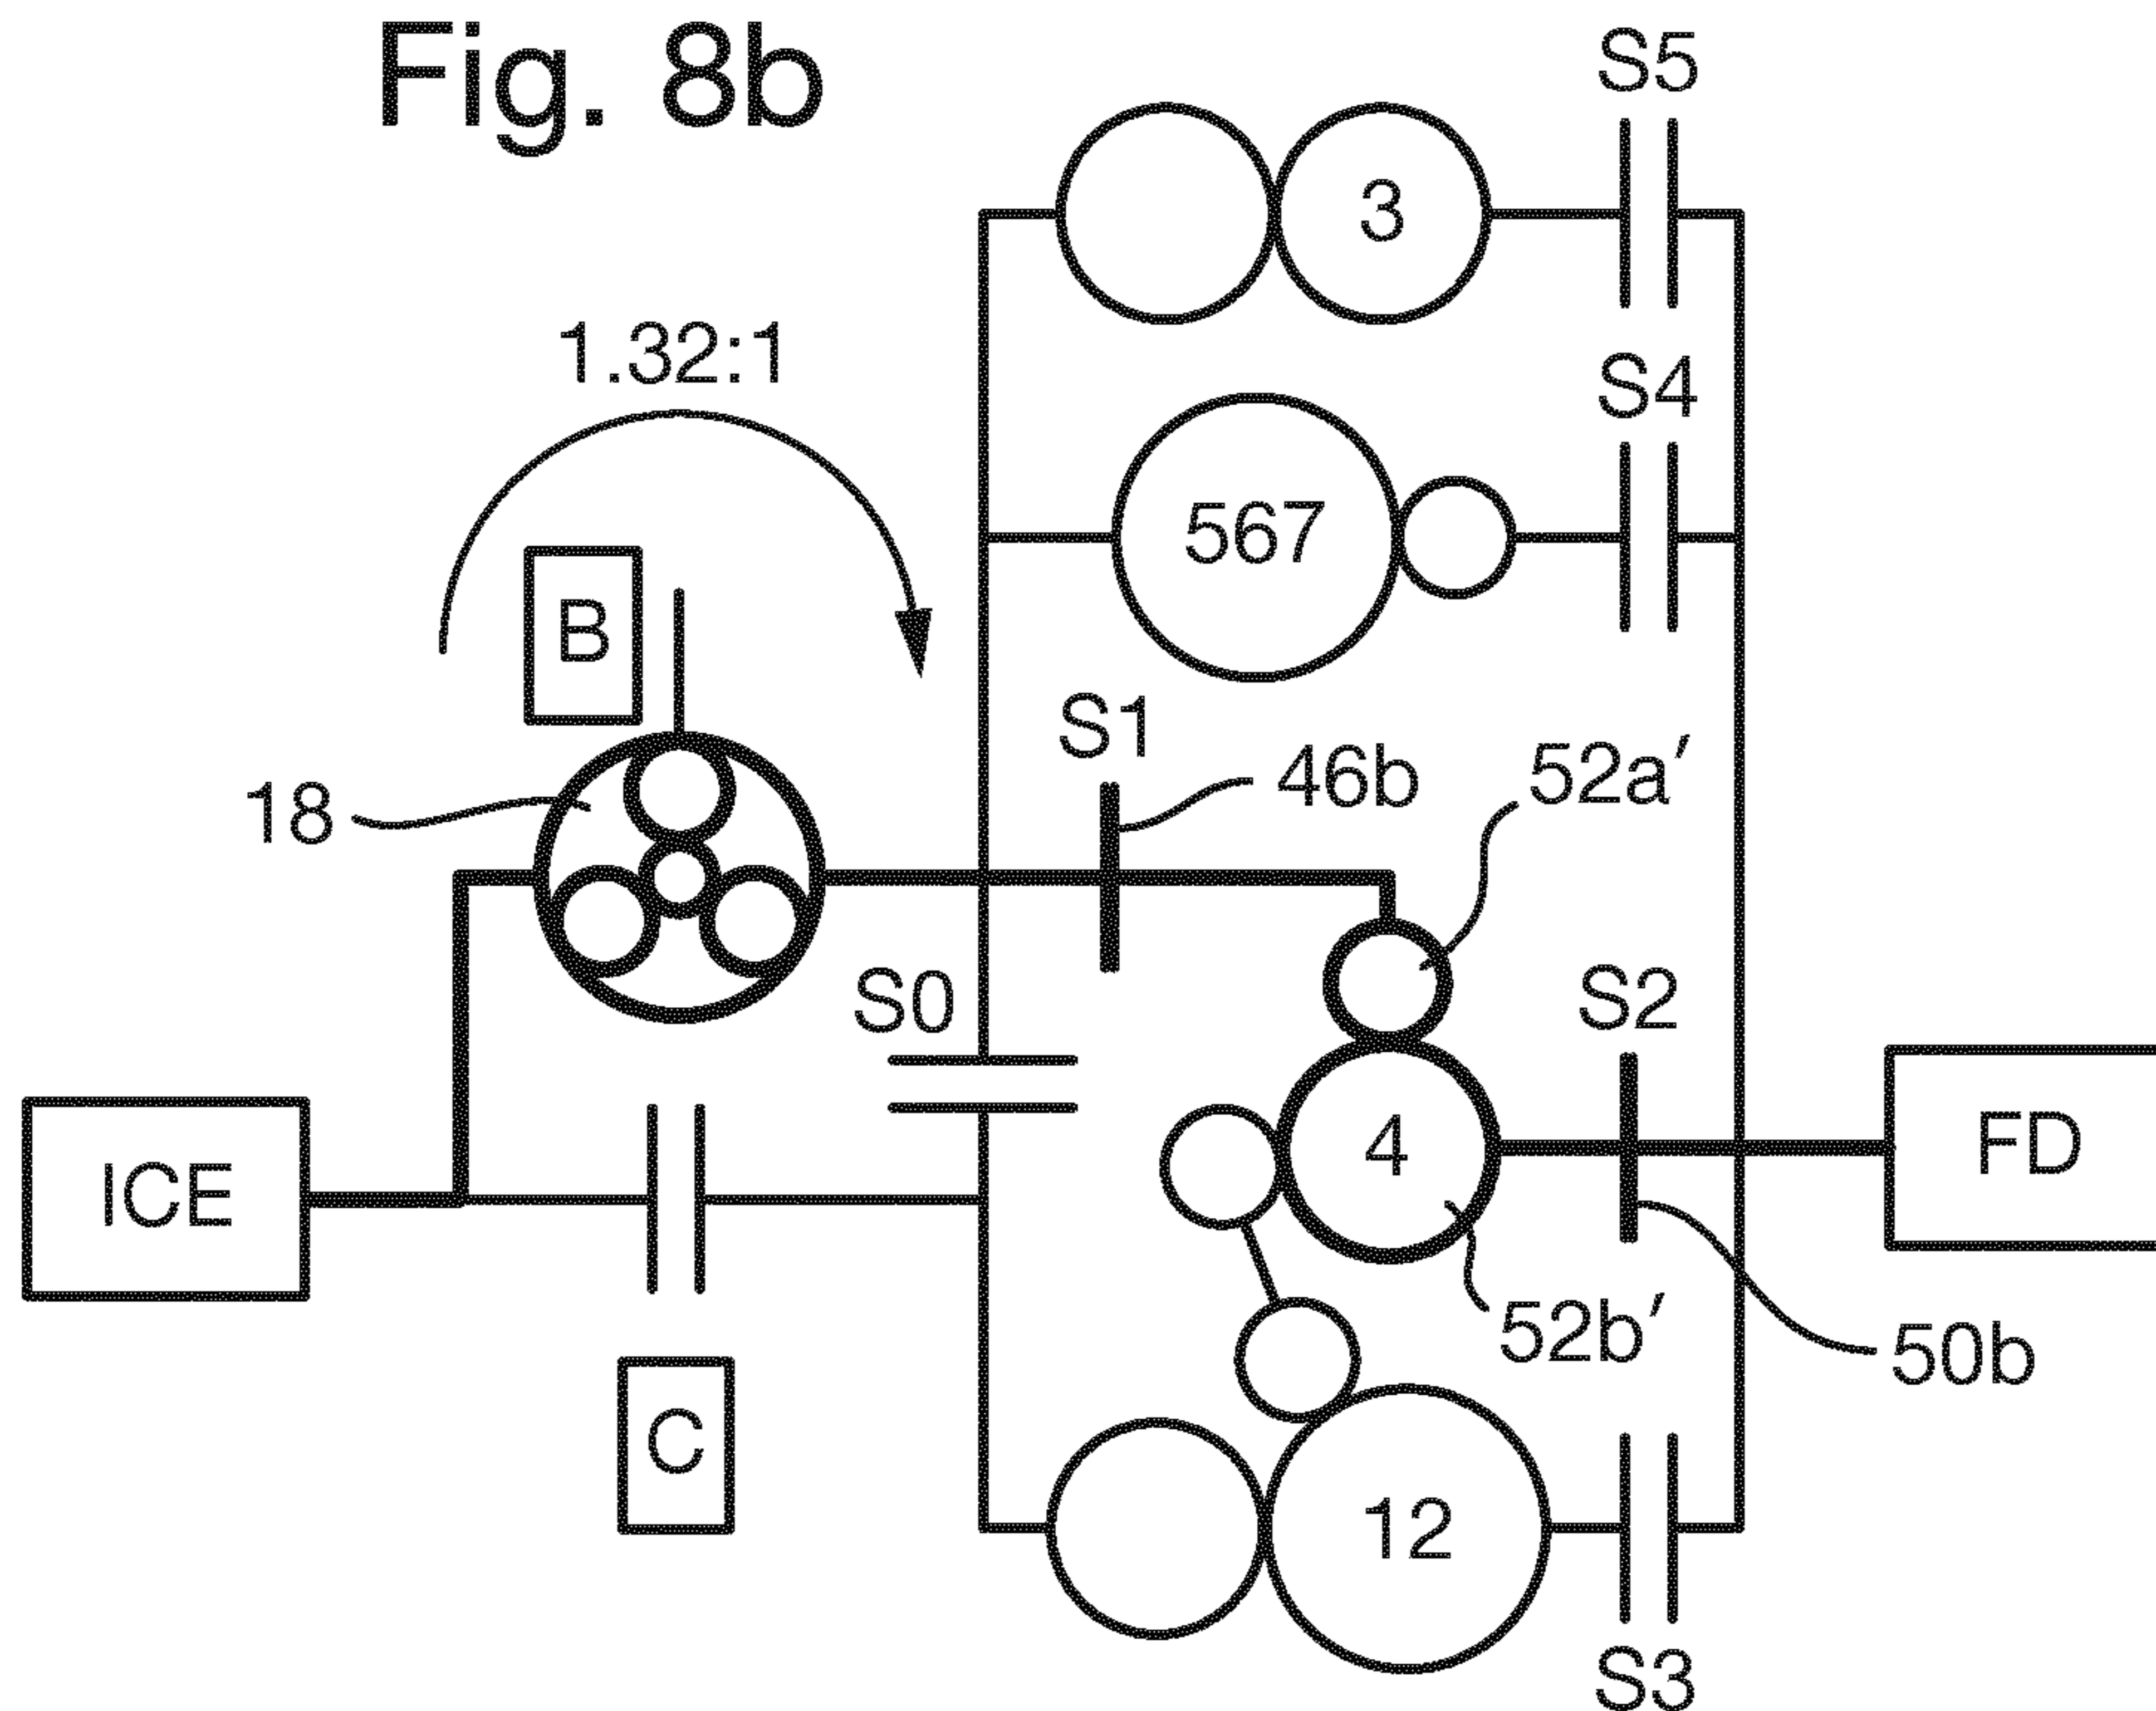 Fig. 8b
S5
3
1.32:1
S4
567
B
S1
46b
52a′
18
S0
S2
ICE
4
FD
52b′
50b
C
12
S3